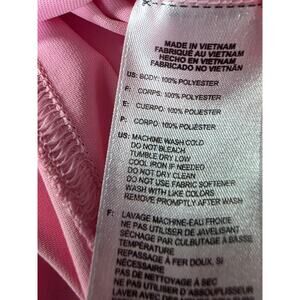 MADE IN VIETNAM
FABRIQUÉ AU VIETNAM
HECHO EN VIETNAM
FABRICADO NO VIETNÃ
US: BODY: 100% POLYESTER
F: CORPS: 100% POLYESTER
E: CUERPO: 100% POLIÉSTER
P: CORPO: 100% POLIÉSTER
US: MACHINE WASH COLD
DO NOT BLEACH
TUMBLE DRY LOW
COOL IRON IF NEEDED
DO NOT DRY CLEAN
DO NOT USE FABRIC SOFTENER
WASH WITH LIKE COLORS
REMOVE PROMPTLY AFTER WASH
F: LAVAGE MACHINE-EAU FROIDE
NE PAS UTILISER DE JAVELISANT
SÉCHAGE PAR CULBUTAGE À BASSE
TEMPÉRATURE
REPASSAGE À FER DOUX, SI
NÉCESSAIRE
PAS DE NETTOYAGE À SEC
NE PAS UTILISER D'ASSOUPLISSEUR
LAVER AVEC DES